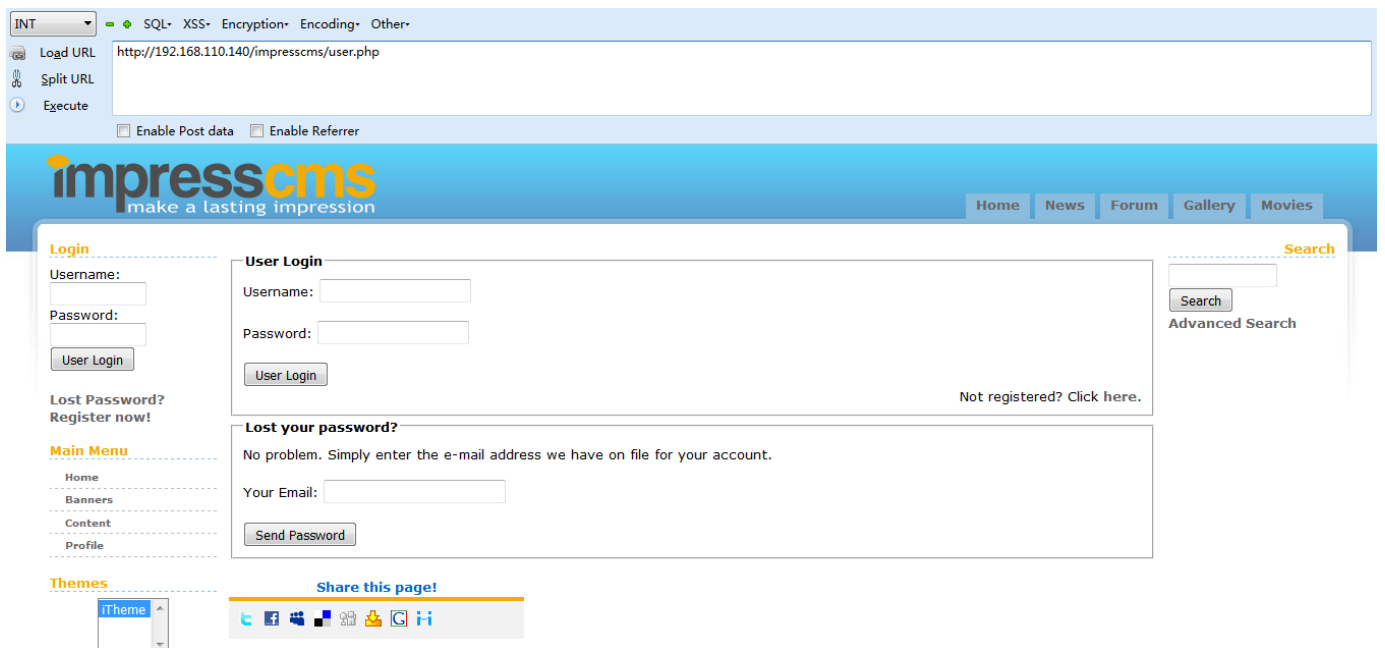 INT SQL- XSS- Encryption- Encoding- Other-
Load URL http://192.168.110.140/impresscms/user.php
Split URL
Execute
Enable Post data Enable Referrer
impresscms
make a lasting impression
Home News Forum Gallery Movies
Login
Username:
Password:
User Login
Lost Password?
Register now!
Main Menu
Home
Banners
Content
Profile
Themes
iTheme
User Login
Username:
Password:
User Login
Not registered? Click here.
Lost your password?
No problem. Simply enter the e-mail address we have on file for your account.
Your Email:
Send Password
Share this page!
Search
Search
Advanced Search